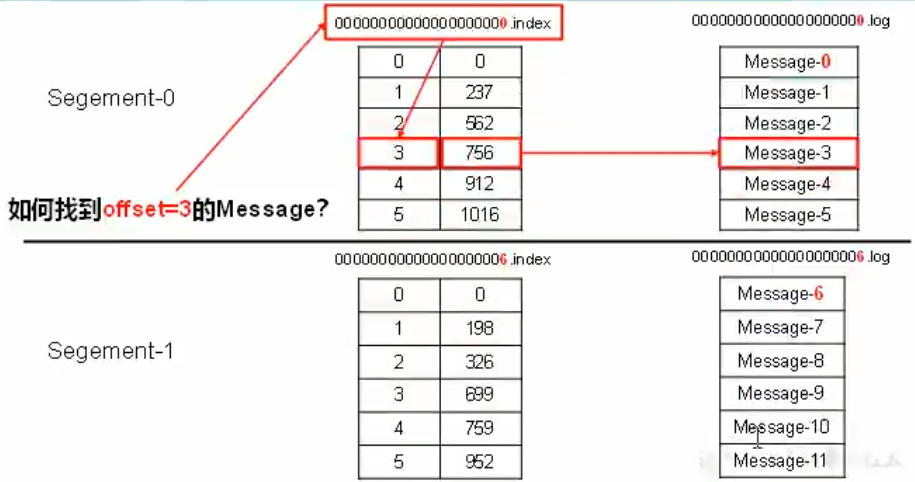 00000000000000000000.index
00000000000000000000.log
Segement-0
0 0
1 237
2 562
3 756
4 912
5 1016
Message-0
Message-1
Message-2
Message-3
Message-4
Message-5
如何找到offset=3的Message?
00000000000000000006.index
00000000000000000006.log
Segement-1
0 0
1 198
2 326
3 699
4 759
5 952
Message-6
Message-7
Message-8
Message-9
Message-10
Message-11